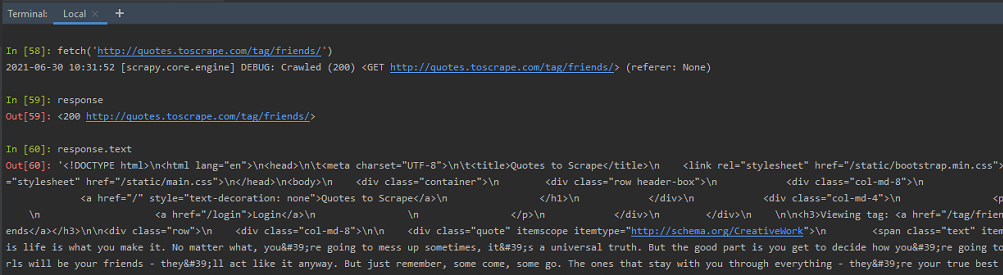 Terminal: Local × +
In [58]: fetch('http://quotes.toscrape.com/tag/friends/')
2021-06-30 10:31:52 [scrapy.core.engine] DEBUG: Crawled (200) <GET http://quotes.toscrape.com/tag/friends/> (referer: None)
In [59]: response
Out[59]: <200 http://quotes.toscrape.com/tag/friends/>
In [60]: response.text
Out[60]: '<!DOCTYPE html>\n<html lang="en">\n<head>\n\t<meta charset="UTF-8">\n\t<title>Quotes to Scrape</title>\n    <link rel="stylesheet" href="/static/bootstrap.min.css">
="stylesheet" href="/static/main.css">\n</head>\n<body>\n    <div class="container">\n        <div class="row header-box">\n            <div class="col-md-8">\n
<a href="/" style="text-decoration: none">Quotes to Scrape</a>\n                </h1>\n            </div>\n            <div class="col-md-4">\n                <p
\n                    <a href="/login">Login</a>\n                \n                </p>\n            </div>\n        </div>\n    \n\n<h3>Viewing tag: <a href="/tag/frie
ends</a></h3>\n\n<div class="row">\n    <div class="col-md-8">\n\n    <div class="quote" itemscope itemtype="http://schema.org/CreativeWork">\n        <span class="text" item
is life is what you make it. No matter what, you&#39;re going to mess up sometimes, it&#39;s a universal truth. But the good part is you get to decide how you&#39;re going to
rls will be your friends - they&#39;ll act like it anyway. But just remember, some come, some go. The ones that stay with you through everything - they&#39;re your true best